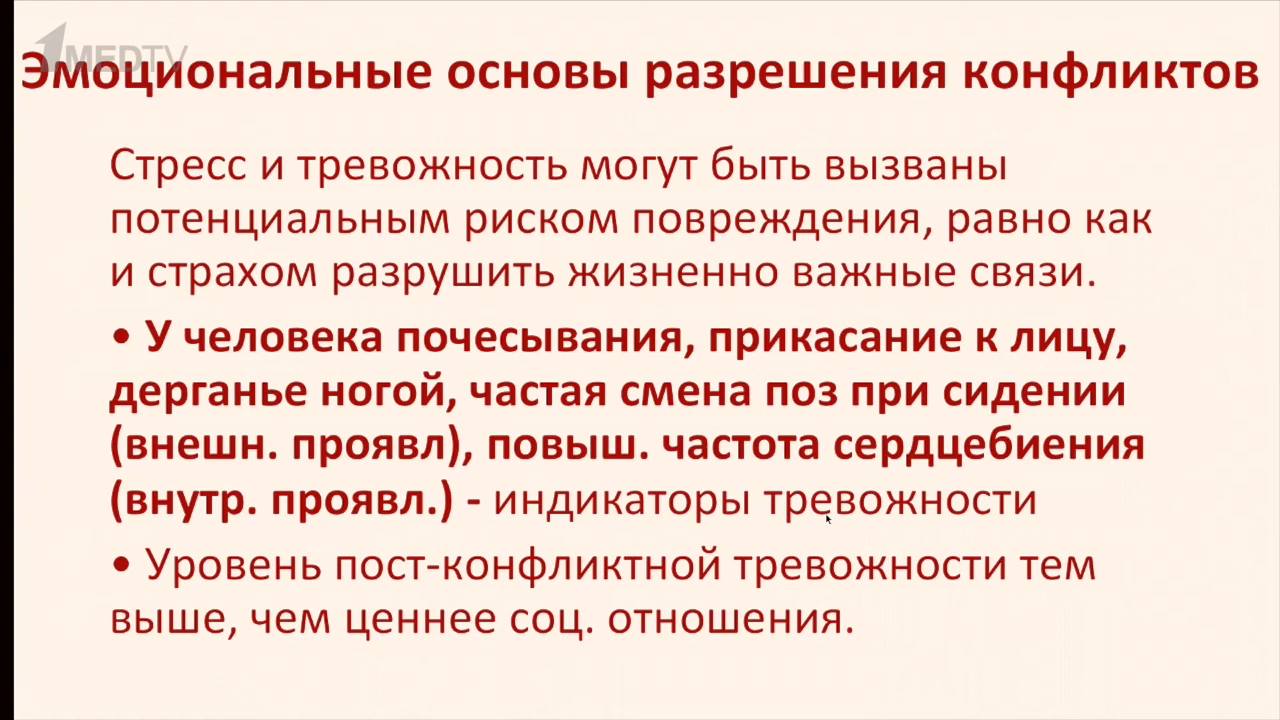 1MEDTV
Эмоциональные основы разрешения конфликтов
Стресс и тревожность могут быть вызваны
потенциальным риском повреждения, равно как
и страхом разрушить жизненно важные связи.
• У человека почесывания, прикасание к лицу,
дерганье ногой, частая смена поз при сидении
(внешн. проявл), повыш. частота сердцебиения
(внутр. проявл.) - индикаторы тревожности
• Уровень пост-конфликтной тревожности тем
выше, чем ценнее соц. отношения.